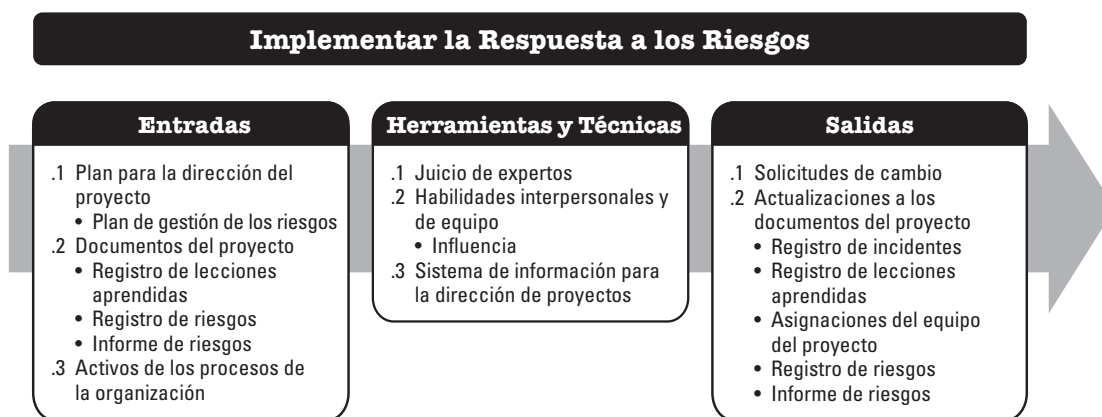 Implementar la Respuesta a los Riesgos
Entradas
.1 Plan para la dirección del
proyecto
• Plan de gestión de los riesgos
.2 Documentos del proyecto
• Registro de lecciones
aprendidas
• Registro de riesgos
• Informe de riesgos
.3 Activos de los procesos de
la organización
Herramientas y Técnicas
.1 Juicio de expertos
.2 Habilidades interpersonales y
de equipo
• Influencia
.3 Sistema de información para
la dirección de proyectos
Salidas
.1 Solicitudes de cambio
.2 Actualizaciones a los
documentos del proyecto
• Registro de incidentes
• Registro de lecciones
aprendidas
• Asignaciones del equipo
del proyecto
• Registro de riesgos
• Informe de riesgos